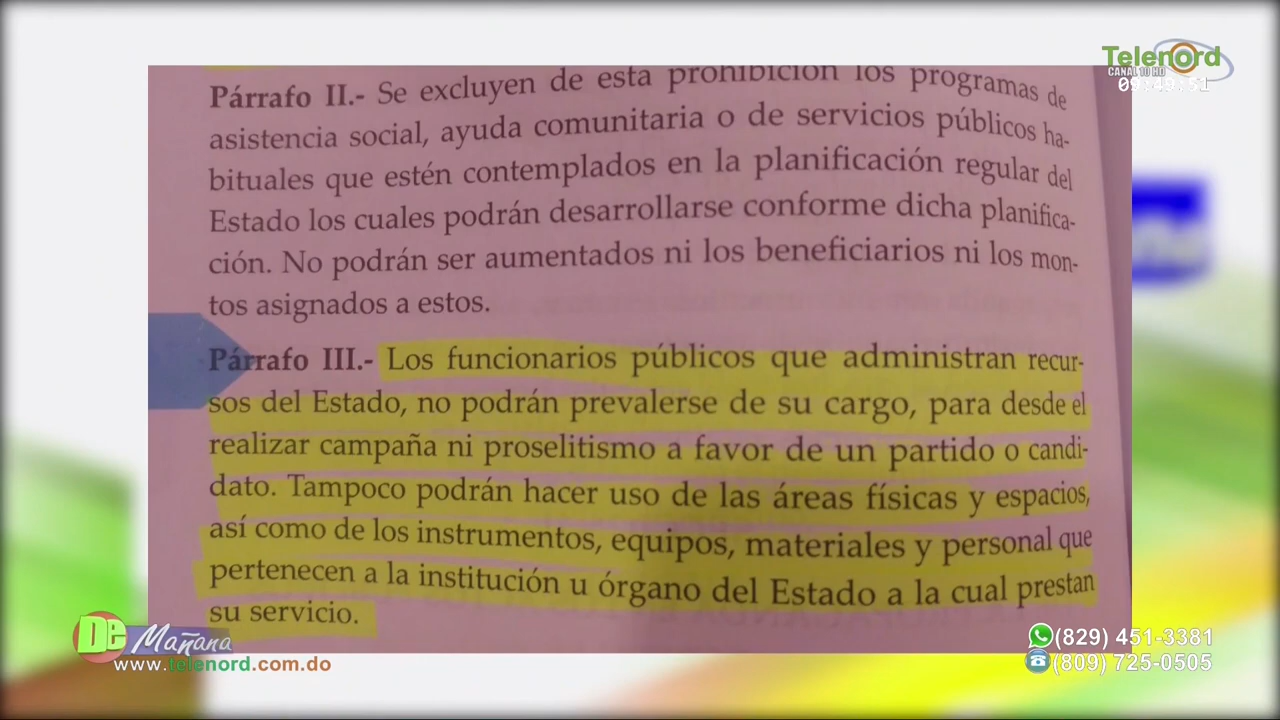 Telenord
CANAL 10 HD
Párrafo II.- Se excluyen de esta prohibición los programas de
asistencia social, ayuda comunitaria o de servicios públicos ha-
bituales que estén contemplados en la planificación regular del
Estado los cuales podrán desarrollarse conforme dicha planifica-
ción. No podrán ser aumentados ni los beneficiarios ni los mon-
tos asignados a estos.
Párrafo III.- Los funcionarios públicos que administran recur-
sos del Estado, no podrán prevalerse de su cargo, para desde el
realizar campaña ni proselitismo a favor de un partido o candi-
dato. Tampoco podrán hacer uso de las áreas físicas y espacios,
así como de los instrumentos, equipos, materiales y personal que
pertenecen a la institución u órgano del Estado a la cual prestan
su servicio.
De Mañana
www.telenord.com.do
(829) 451-3381
(809) 725-0505